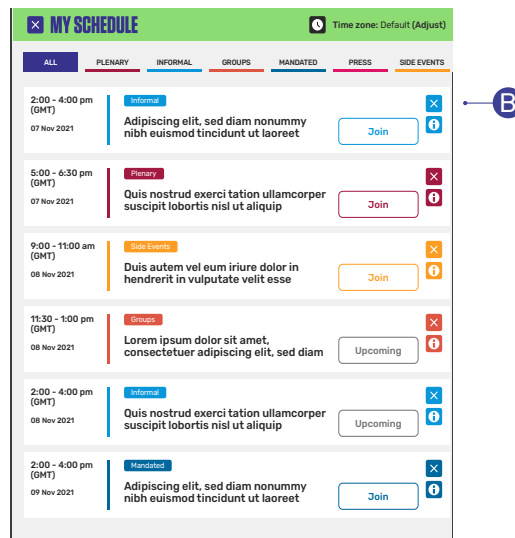 MY SCHEDULE
Time zone: Default (Adjust)
ALL PLENARY INFORMAL GROUPS MANDATED PRESS SIDE EVENTS
2:00 - 4:00 pm
(GMT)
07 Nov 2021
Informal
Adipiscing elit, sed diam nonummy
nibh euismod tincidunt ut laoreet
Join
B
5:00 - 6:30 pm
(GMT)
07 Nov 2021
Plenary
Quis nostrud exerci tation ullamcorper
suscipit lobortis nisl ut aliquip
Join
9:00 - 11:00 am
(GMT)
08 Nov 2021
Side Events
Duis autem vel eum iriure dolor in
hendrerit in vulputate velit esse
Join
11:30 - 1:00 pm
(GMT)
08 Nov 2021
Groups
Lorem ipsum dolor sit amet,
consectetuer adipiscing elit, sed diam
Upcoming
2:00 - 4:00 pm
(GMT)
08 Nov 2021
Informal
Quis nostrud exerci tation ullamcorper
suscipit lobortis nisl ut aliquip
Upcoming
2:00 - 4:00 pm
(GMT)
09 Nov 2021
Mandated
Adipiscing elit, sed diam nonummy
nibh euismod tincidunt ut laoreet
Join